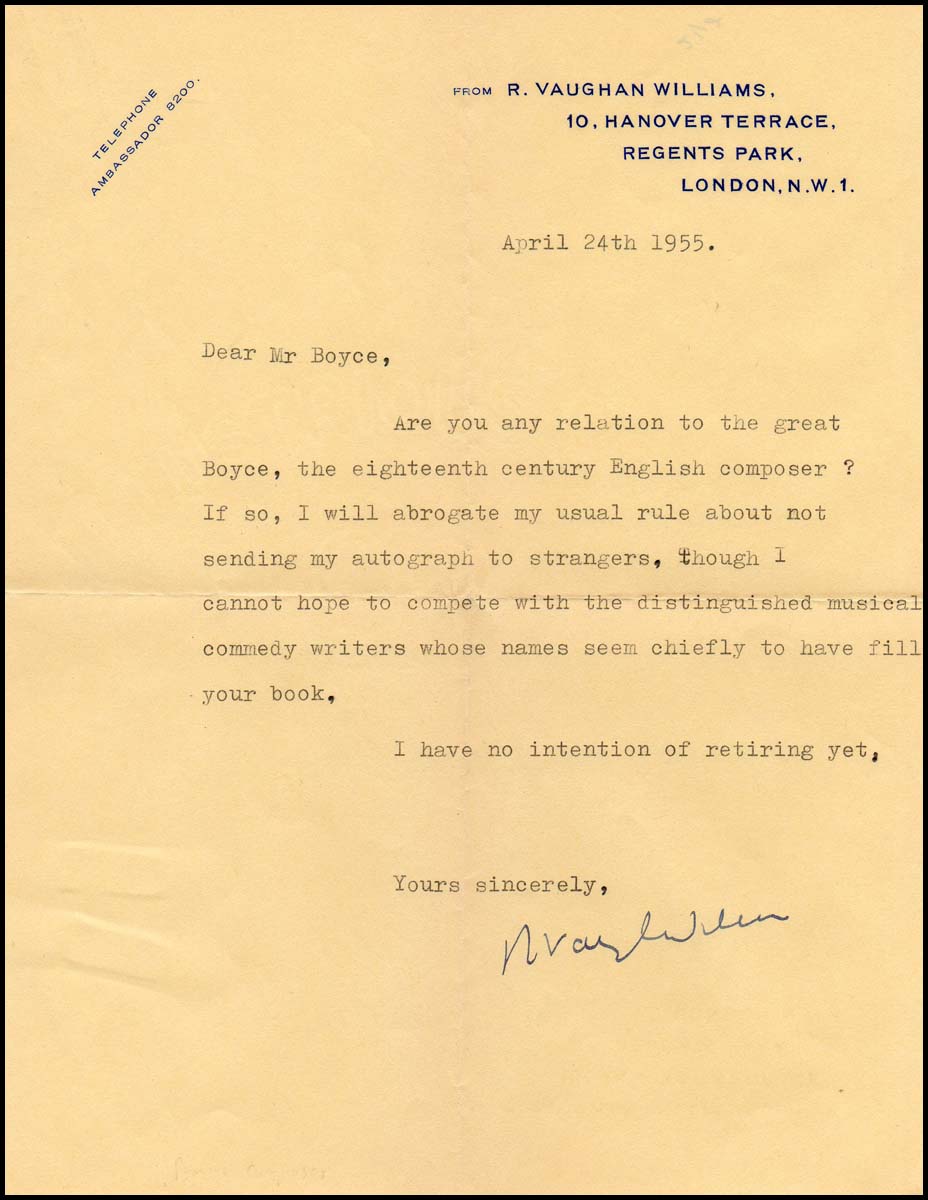 TELEPHONE
AMBASSADOR 8200.
FROM R. VAUGHAN WILLIAMS,
10, HANOVER TERRACE,
REGENTS PARK,
LONDON, N.W.1.
April 24th 1955.
Dear Mr Boyce,
Are you any relation to the great
Boyce, the eighteenth century English composer ?
If so, I will abrogate my usual rule about not
sending my autograph to strangers, though I
cannot hope to compete with the distinguished musical
commedy writers whose names seem chiefly to have fill
your book,
I have no intention of retiring yet,
Yours sincerely,
R Vaughan Williams